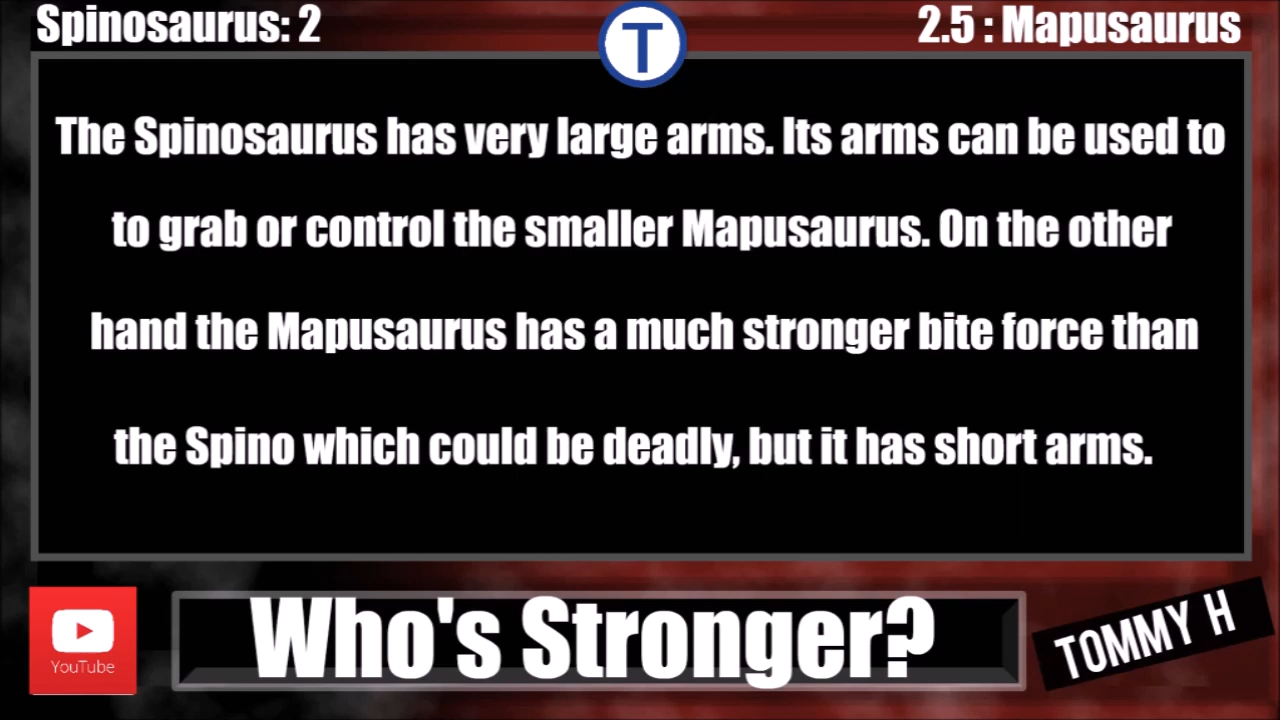 Spinosaurus: 2
T
2.5 : Mapusaurus
The Spinosaurus has very large arms. Its arms can be used to
to grab or control the smaller Mapusaurus. On the other
hand the Mapusaurus has a much stronger bite force than
the Spino which could be deadly, but it has short arms.
YouTube
Who's Stronger?
TOMMY H